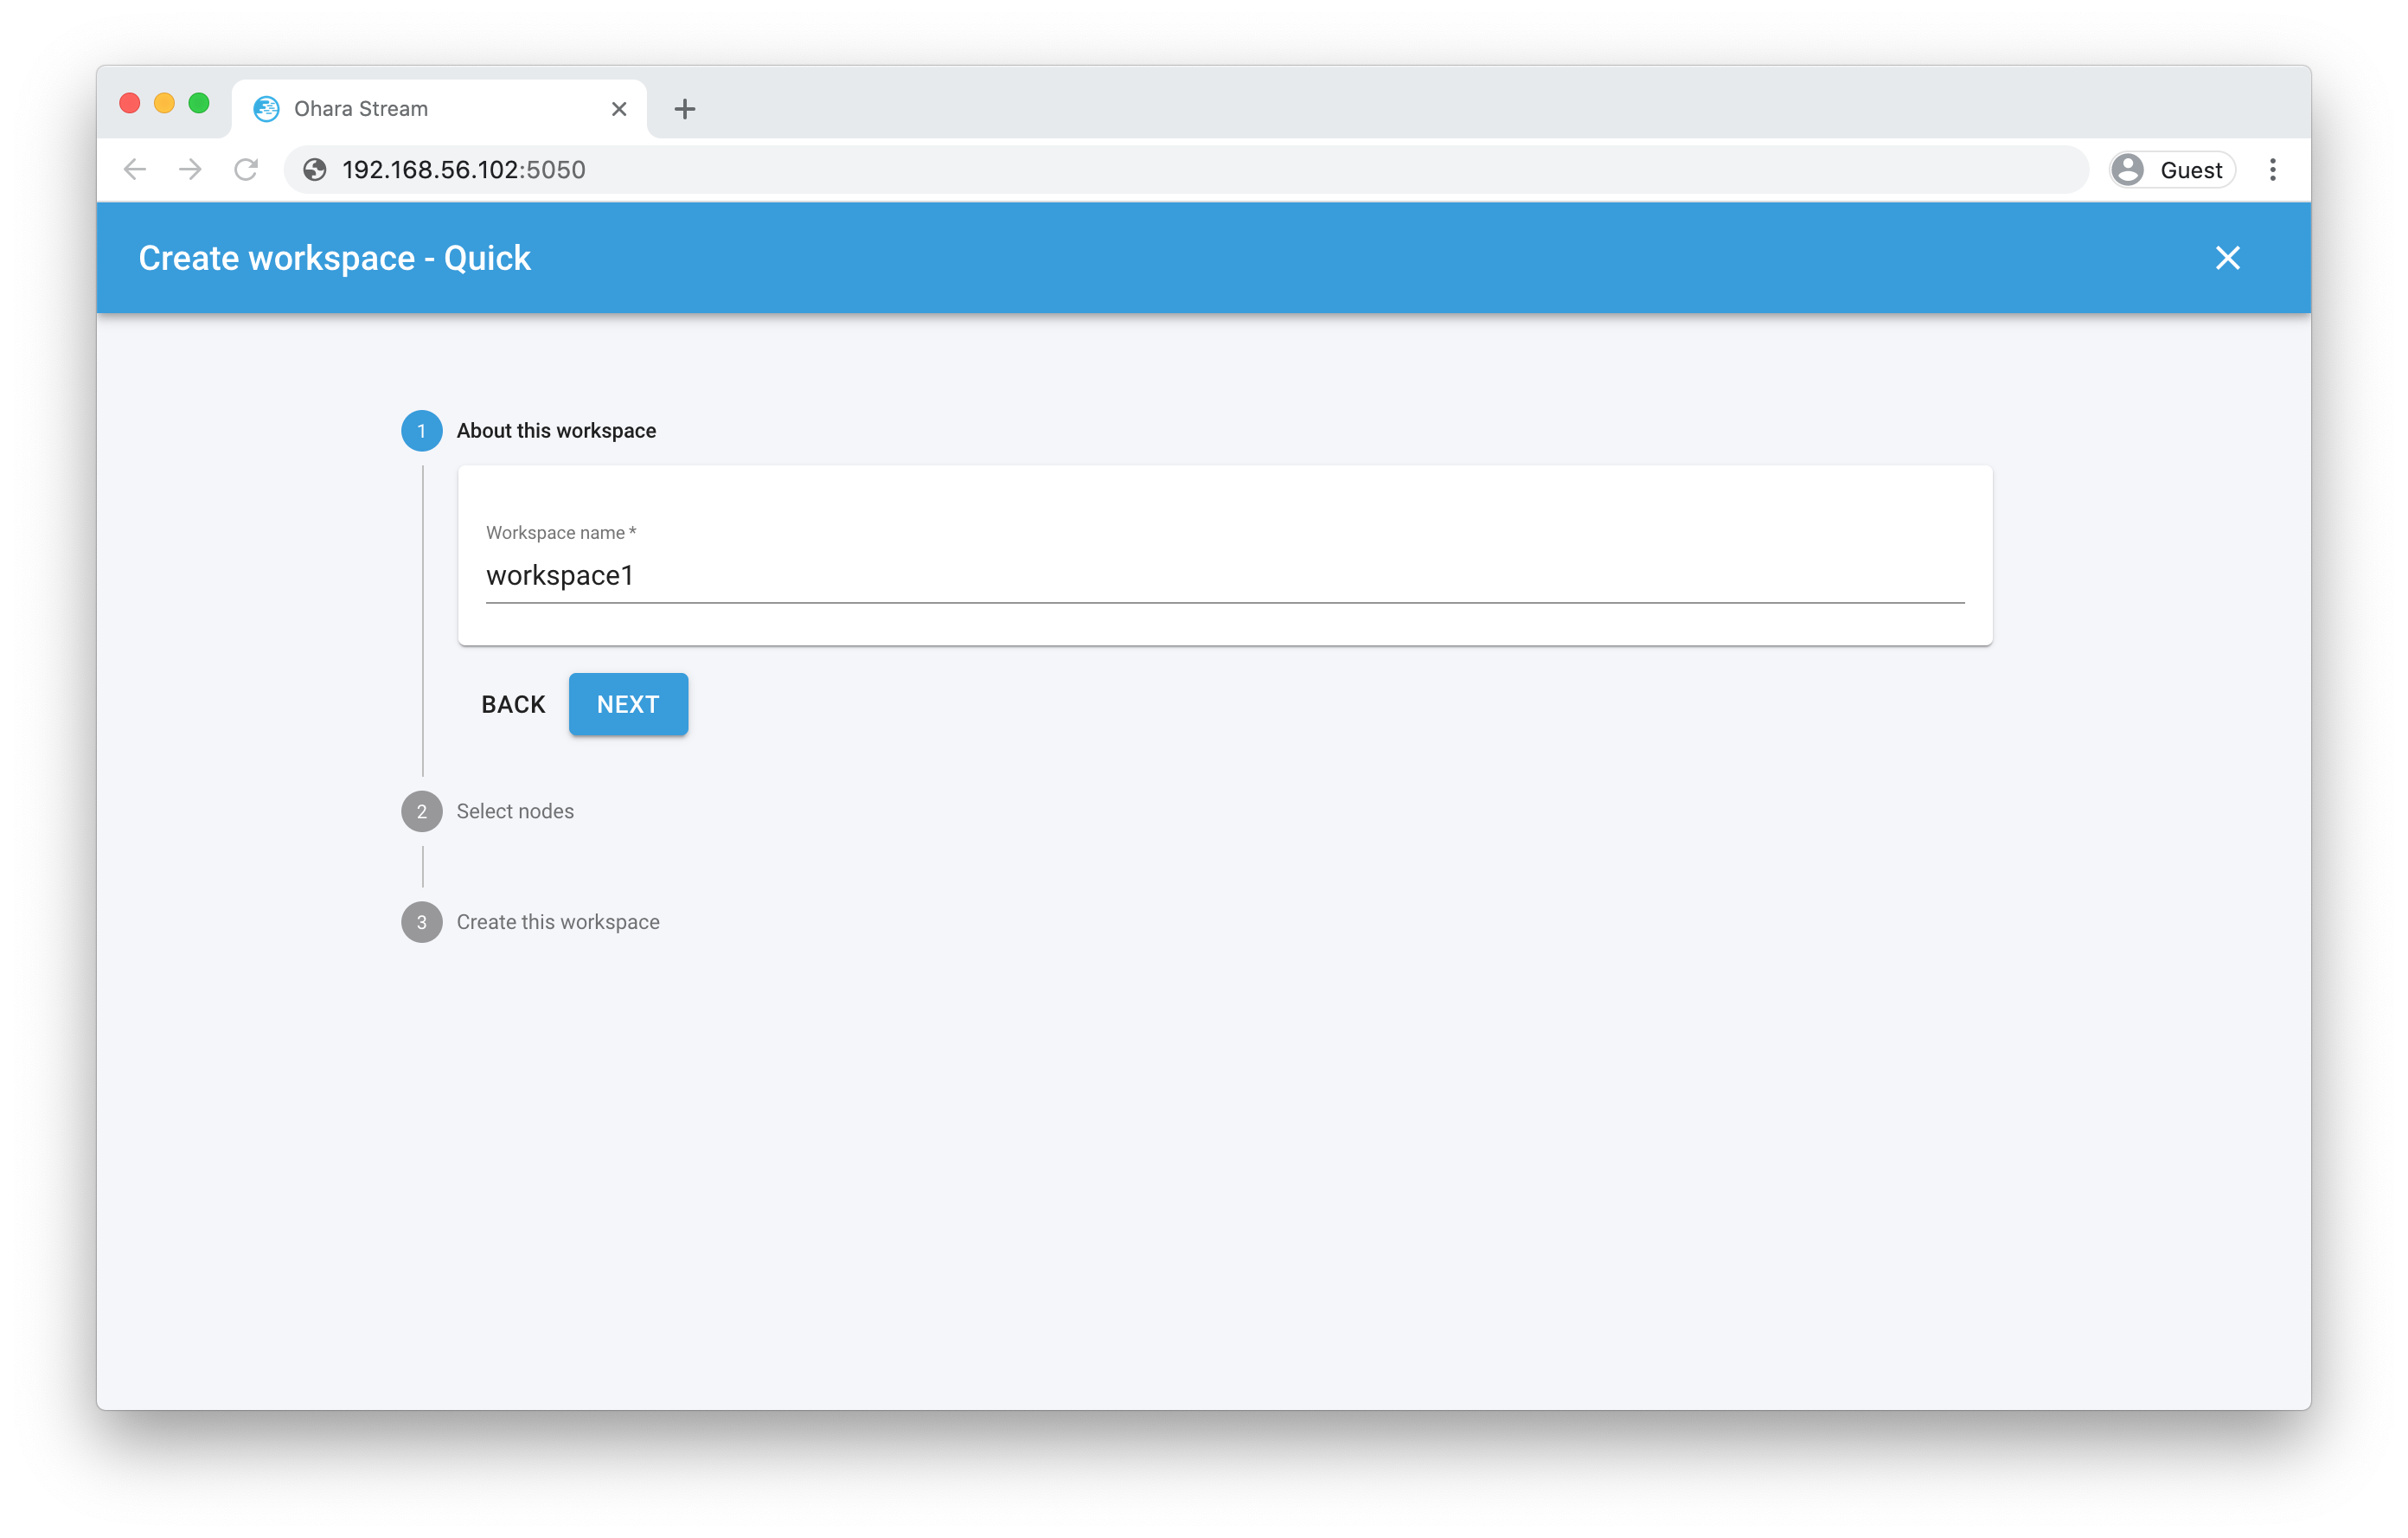 Ohara Stream
192.168.56.102:5050
Guest
Create workspace - Quick
1 About this workspace
Workspace name *
workspace1
BACK NEXT
2 Select nodes
3 Create this workspace